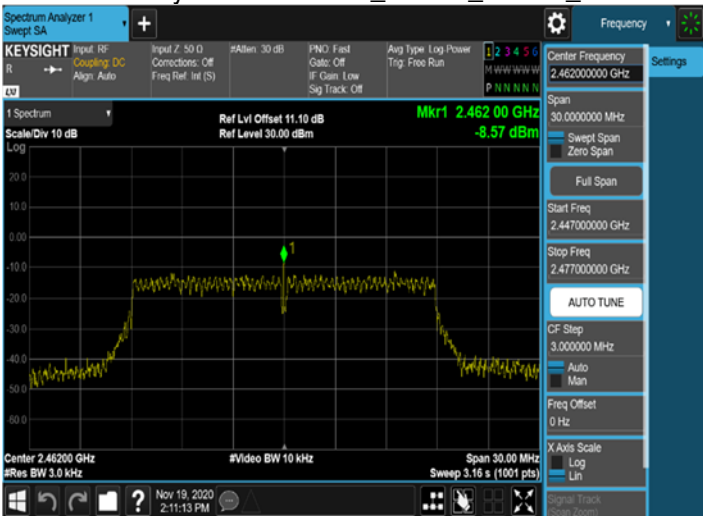 Spectrum Analyzer 1
Swept SA
+
Frequency
KEYSIGHT
R
LXI
Input: RF
Coupling: DC
Align: Auto
Input Z: 50 Ω
Corrections: Off
Freq Ref: Int (S)
#Atten: 30 dB
PNO: Fast
Gate: Off
IF Gain: Low
Sig Track: Off
Avg Type: Log-Power
Trig: Free Run
1 2 3 4 5 6
M W W W W W
P N N N N N
1 Spectrum
Scale/Div 10 dB
Log
Ref Lvl Offset 11.10 dB
Ref Level 30.00 dBm
Mkr1 2.462 00 GHz
-8.57 dBm
20.0
10.0
0.00
-10.0
-20.0
-30.0
-40.0
-50.0
-60.0
1
Center 2.46200 GHz
#Res BW 3.0 kHz
#Video BW 10 kHz
Span 30.00 MHz
Sweep 3.16 s (1001 pts)
?
Nov 19, 2020
2:11:13 PM
Center Frequency
2.462000000 GHz
Span
30.0000000 MHz
Swept Span
Zero Span
Full Span
Start Freq
2.447000000 GHz
Stop Freq
2.477000000 GHz
AUTO TUNE
CF Step
3.000000 MHz
Auto
Man
Freq Offset
0 Hz
X Axis Scale
Log
Lin
Signal Track
(Span Zoom)
Settings